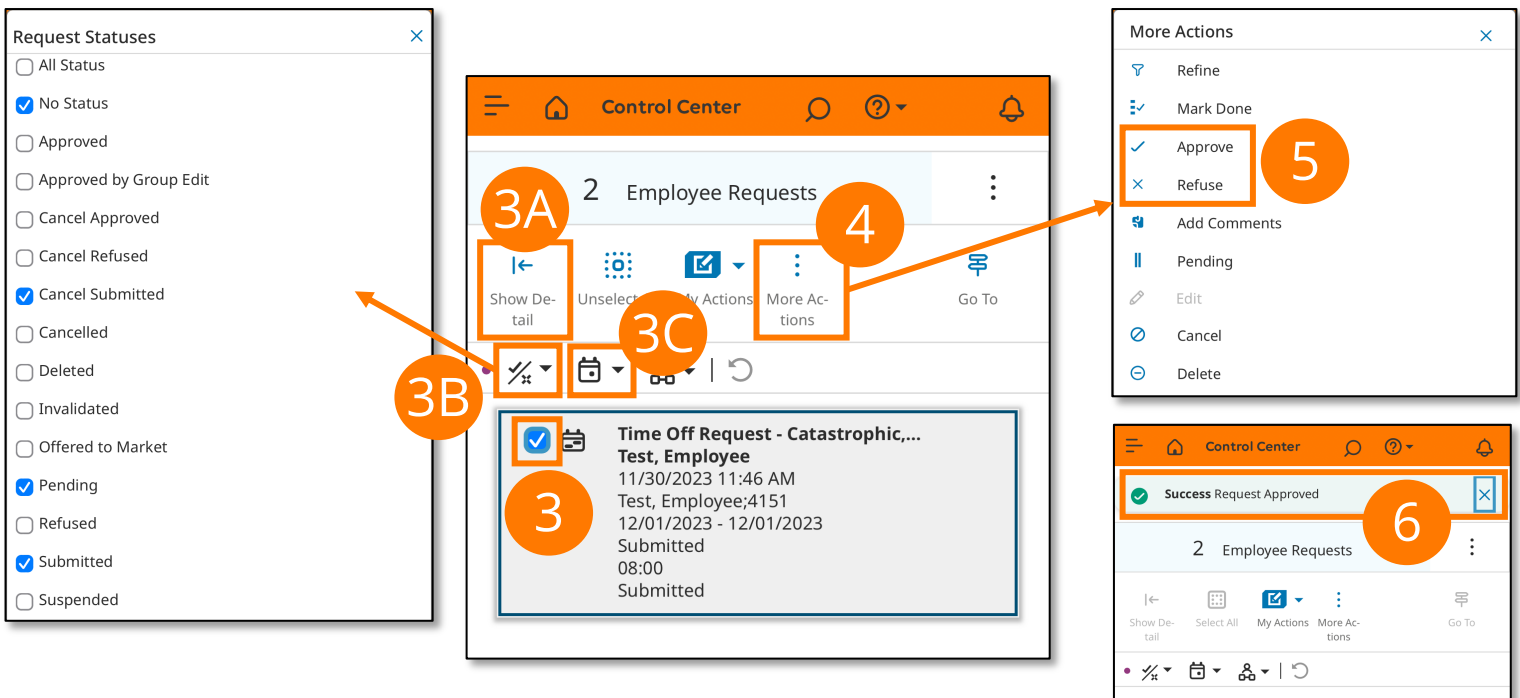 Request Statuses
All Status
No Status
Approved
Approved by Group Edit
Cancel Approved
Cancel Refused
Cancel Submitted
Cancelled
Deleted
Invalidated
Offered to Market
Pending
Refused
Submitted
Suspended
3B
Control Center
2 Employee Requests
3A
4
Show De-
tail
Unselect
y Actions
More Ac-
tions
Go To
3C
3
Time Off Request - Catastrophic,...
Test, Employee
11/30/2023 11:46 AM
Test, Employee;4151
12/01/2023 - 12/01/2023
Submitted
08:00
Submitted
More Actions
Refine
Mark Done
Approve
Refuse
5
Add Comments
Pending
Edit
Cancel
Delete
Control Center
Success Request Approved
6
2 Employee Requests
Show De-
tail
Select All
My Actions
More Ac-
tions
Go To